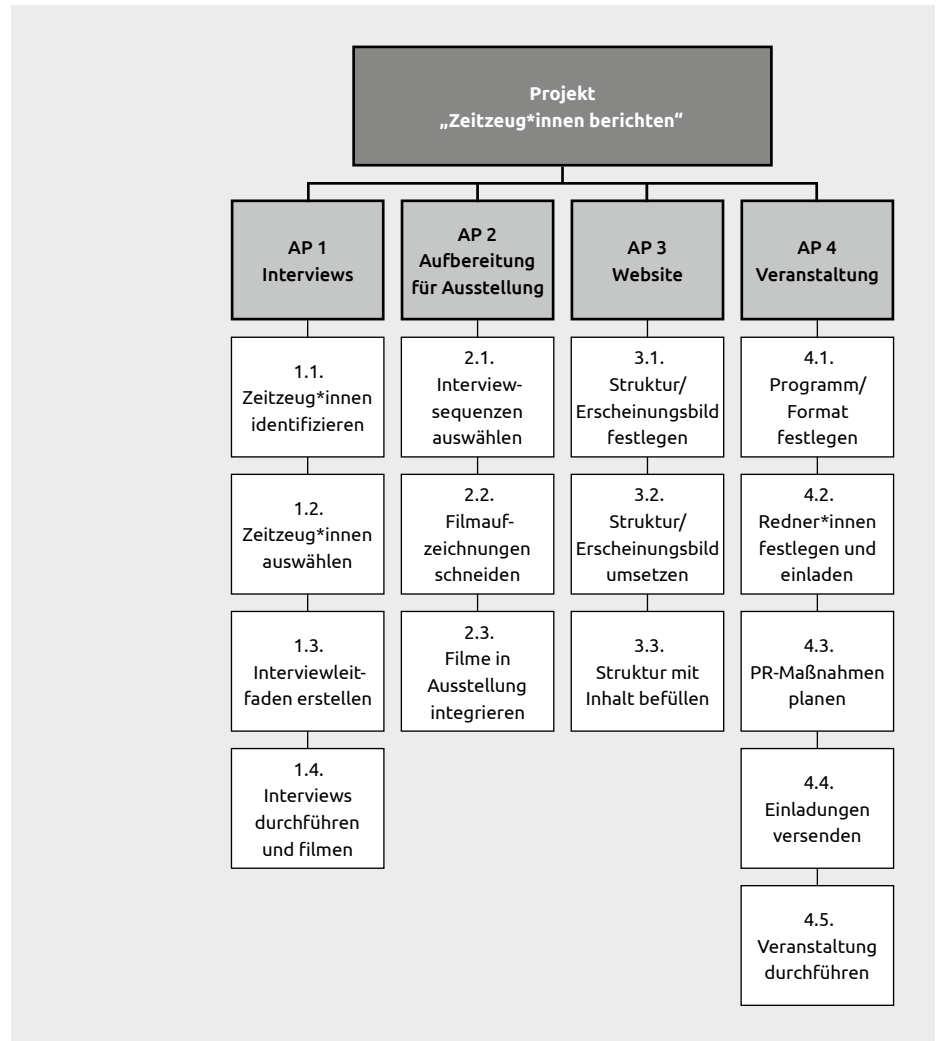 Projekt
„Zeitzeug*innen berichten“
AP 1
Interviews
AP 2
Aufbereitung
für Ausstellung
AP 3
Website
AP 4
Veranstaltung
1.1.
Zeitzeug*innen
identifizieren
2.1.
Interview-
sequenzen
auswählen
3.1.
Struktur/
Erscheinungsbild
festlegen
4.1.
Programm/
Format
festlegen
1.2.
Zeitzeug*innen
auswählen
2.2.
Filmauf-
zeichnungen
schneiden
3.2.
Struktur/
Erscheinungsbild
umsetzen
4.2.
Redner*innen
festlegen und
einladen
1.3.
Interviewleit-
faden erstellen
2.3.
Filme in
Ausstellung
integrieren
3.3.
Struktur mit
Inhalt befüllen
4.3.
PR-Maßnahmen
planen
1.4.
Interviews
durchführen
und filmen
4.4.
Einladungen
versenden
4.5.
Veranstaltung
durchführen